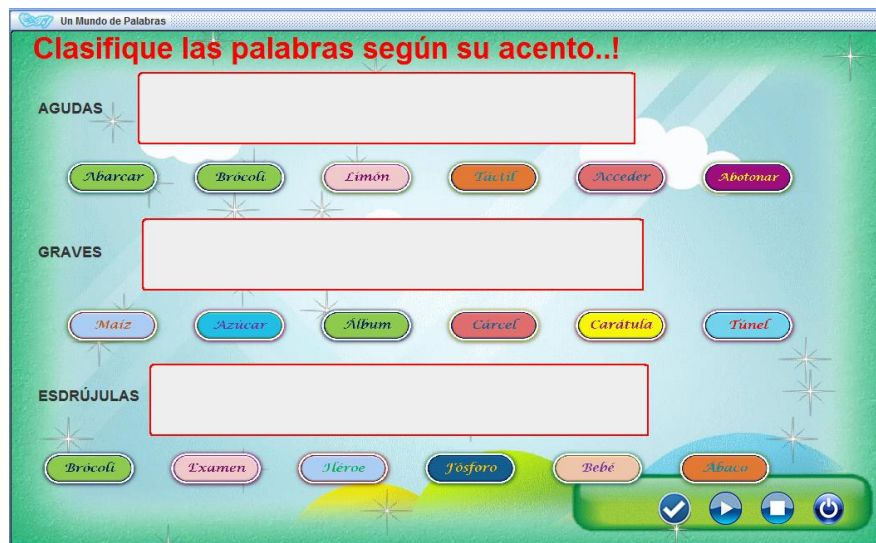 Un Mundo de Palabras
Clasifique las palabras según su acento..!
AGUDAS
Abarcar Brócoli Limón Táctil Acceder Abotonar
GRAVES
Maíz Azúcar Álbum Cárcel Carátula Túnel
ESDRÚJULAS
Brócoli Examen Héroe Fósforo Bebé Ábaco